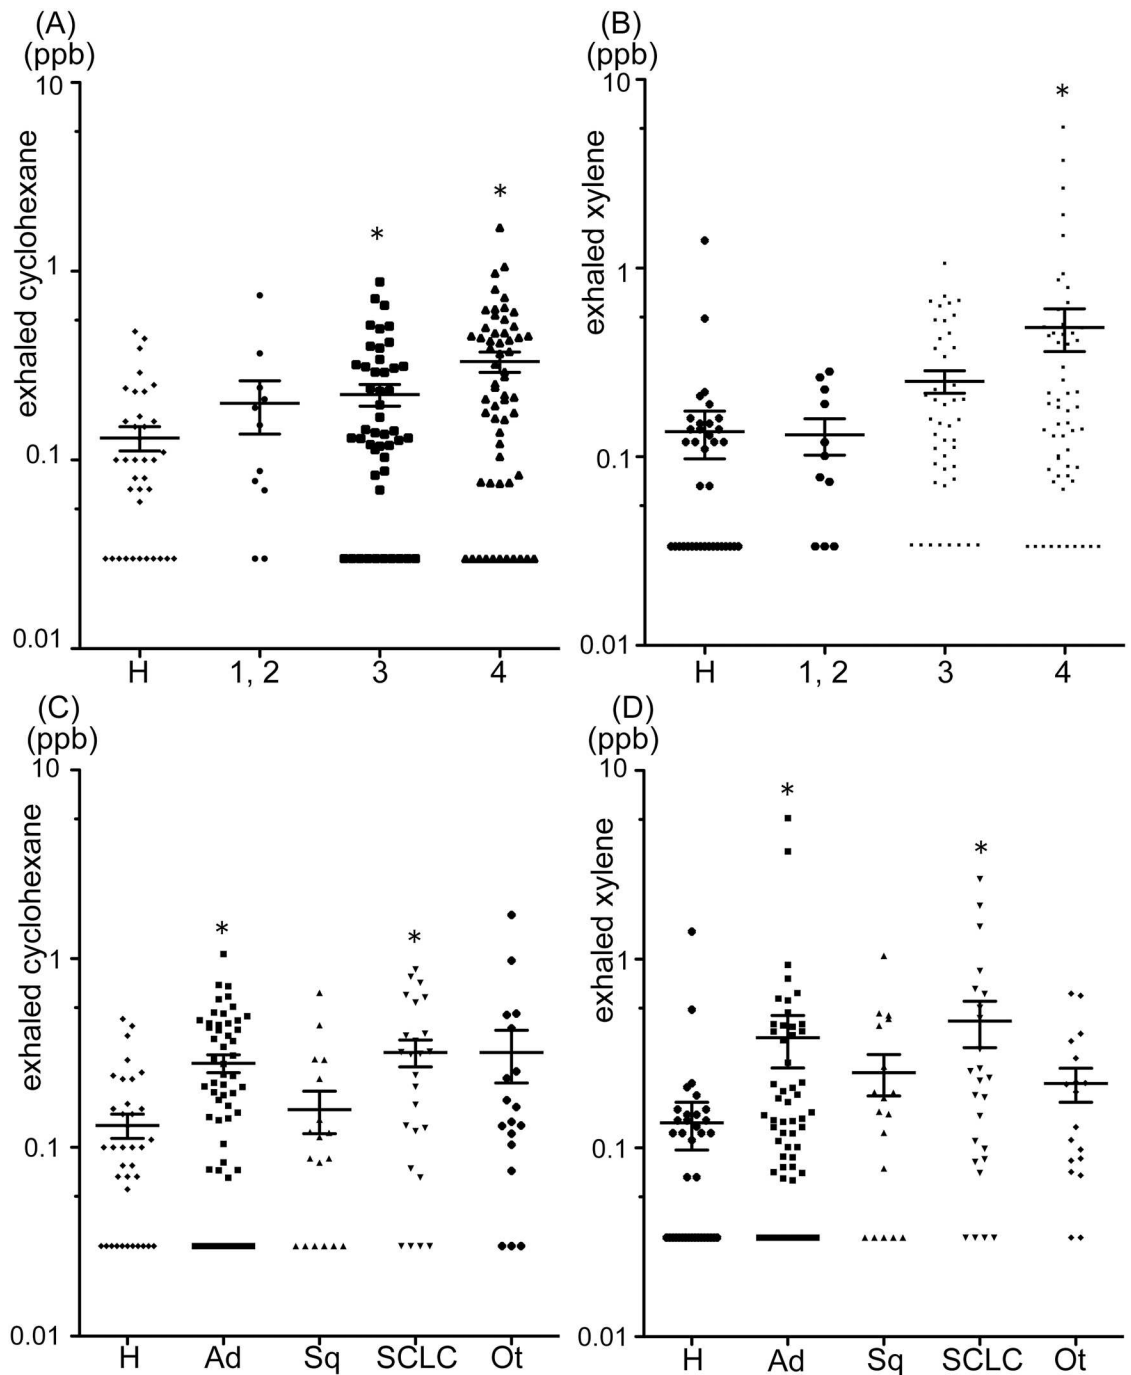 (A)
(ppb)
exhaled cyclohexane
10
1
0.1
0.01
*
*
H 1, 2 3 4
(B)
(ppb)
exhaled xylene
10
1
0.1
0.01
*
H 1, 2 3 4
(C)
(ppb)
exhaled cyclohexane
10
1
0.1
0.01
*
*
H Ad Sq SCLC Ot
(D)
(ppb)
exhaled xylene
10
1
0.1
0.01
*
*
H Ad Sq SCLC Ot